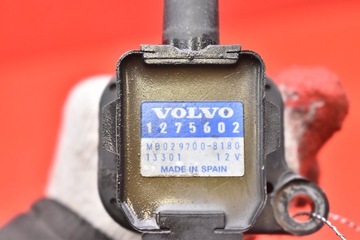 VOLVO
1275602
MB029700-8180
13301 12V
MADE IN SPAIN